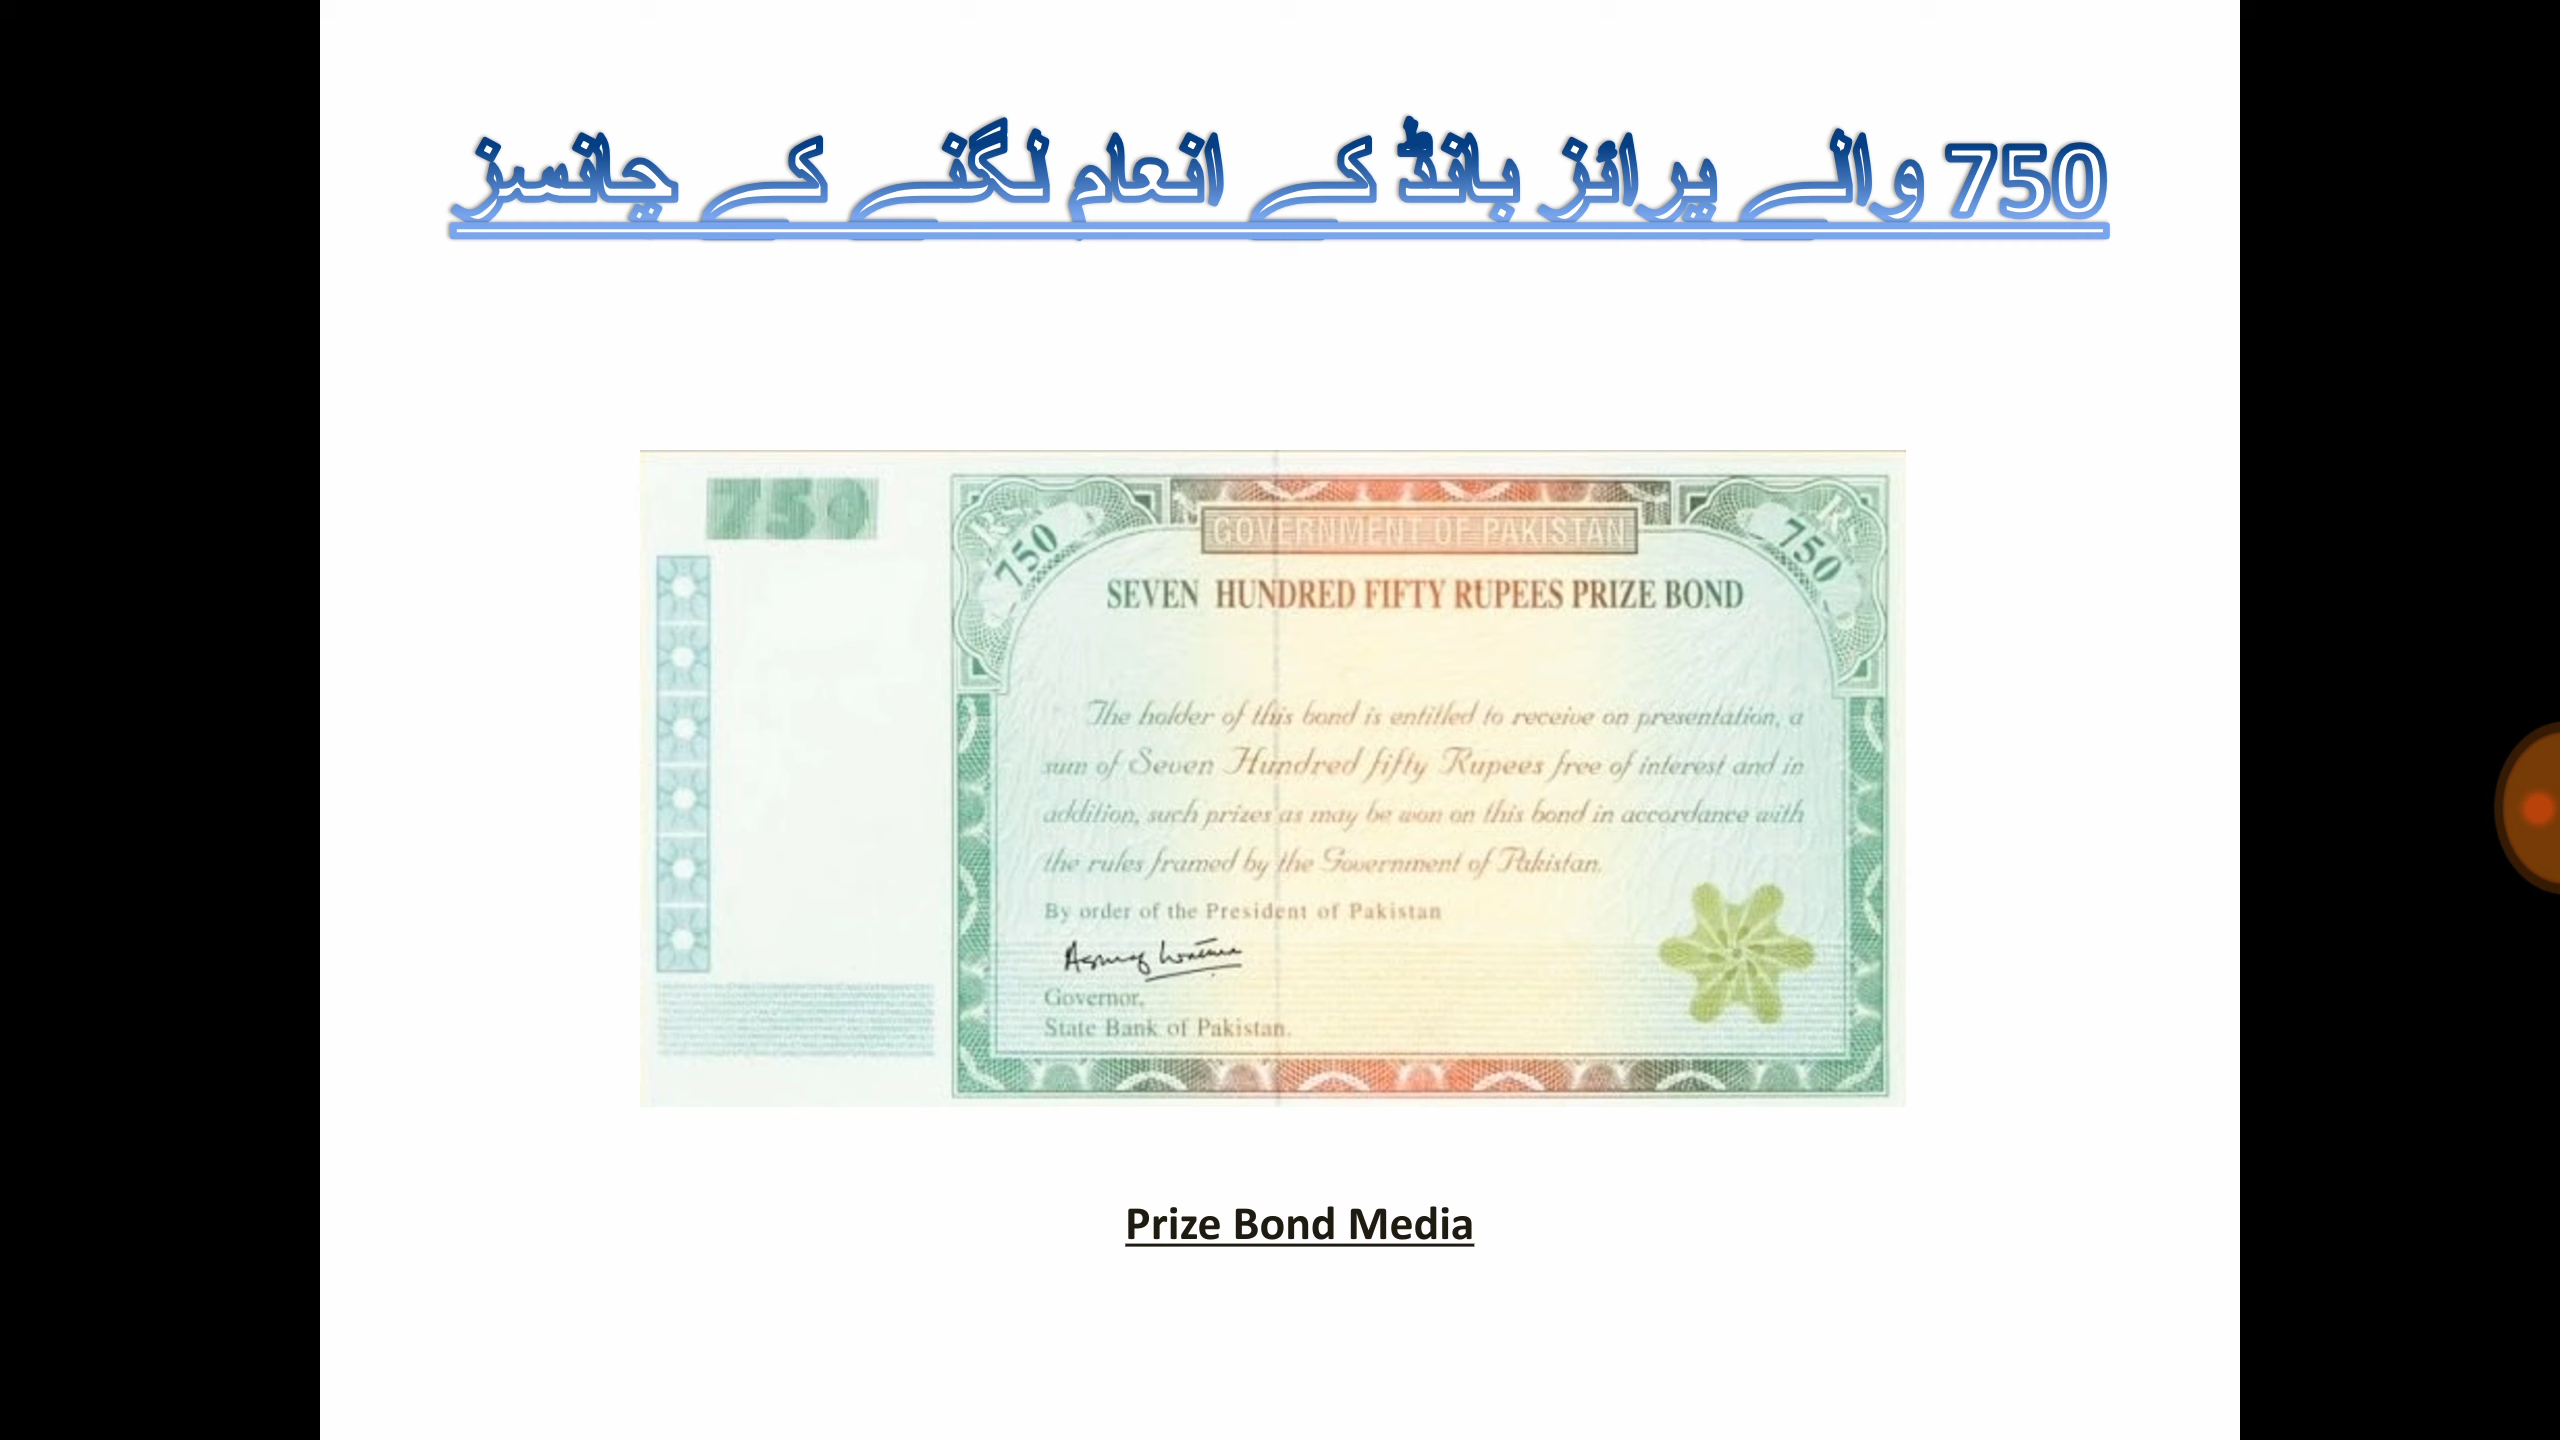 750 والے پرائز بانڈ کے انعام لگنے کے چانسز
750
Rs 750
Rs 750
GOVERNMENT OF PAKISTAN
SEVEN HUNDRED FIFTY RUPEES PRIZE BOND
The holder of this bond is entitled to receive on presentation, a
sum of Seven Hundred fifty Rupees free of interest and in
addition, such prizes as may be won on this bond in accordance with
the rules framed by the Government of Pakistan.
By order of the President of Pakistan
Governor,
State Bank of Pakistan.
Prize Bond Media